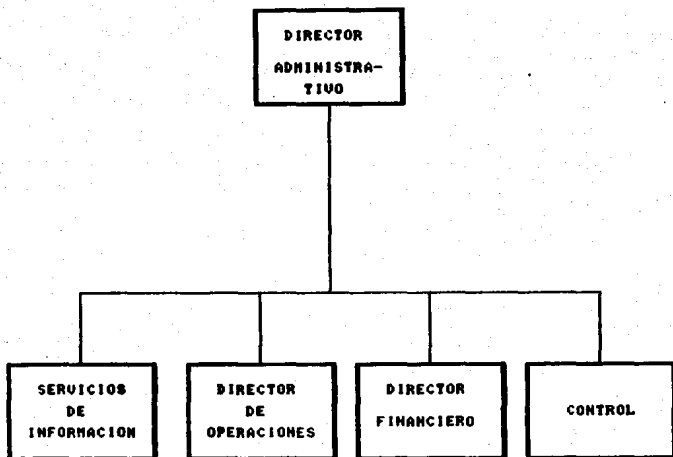 DIRECTOR
ADMINISTRA-
TIVO
SERVICIOS
DE
INFORMACION
DIRECTOR
DE
OPERACIONES
DIRECTOR
FINANCIERO
CONTROL